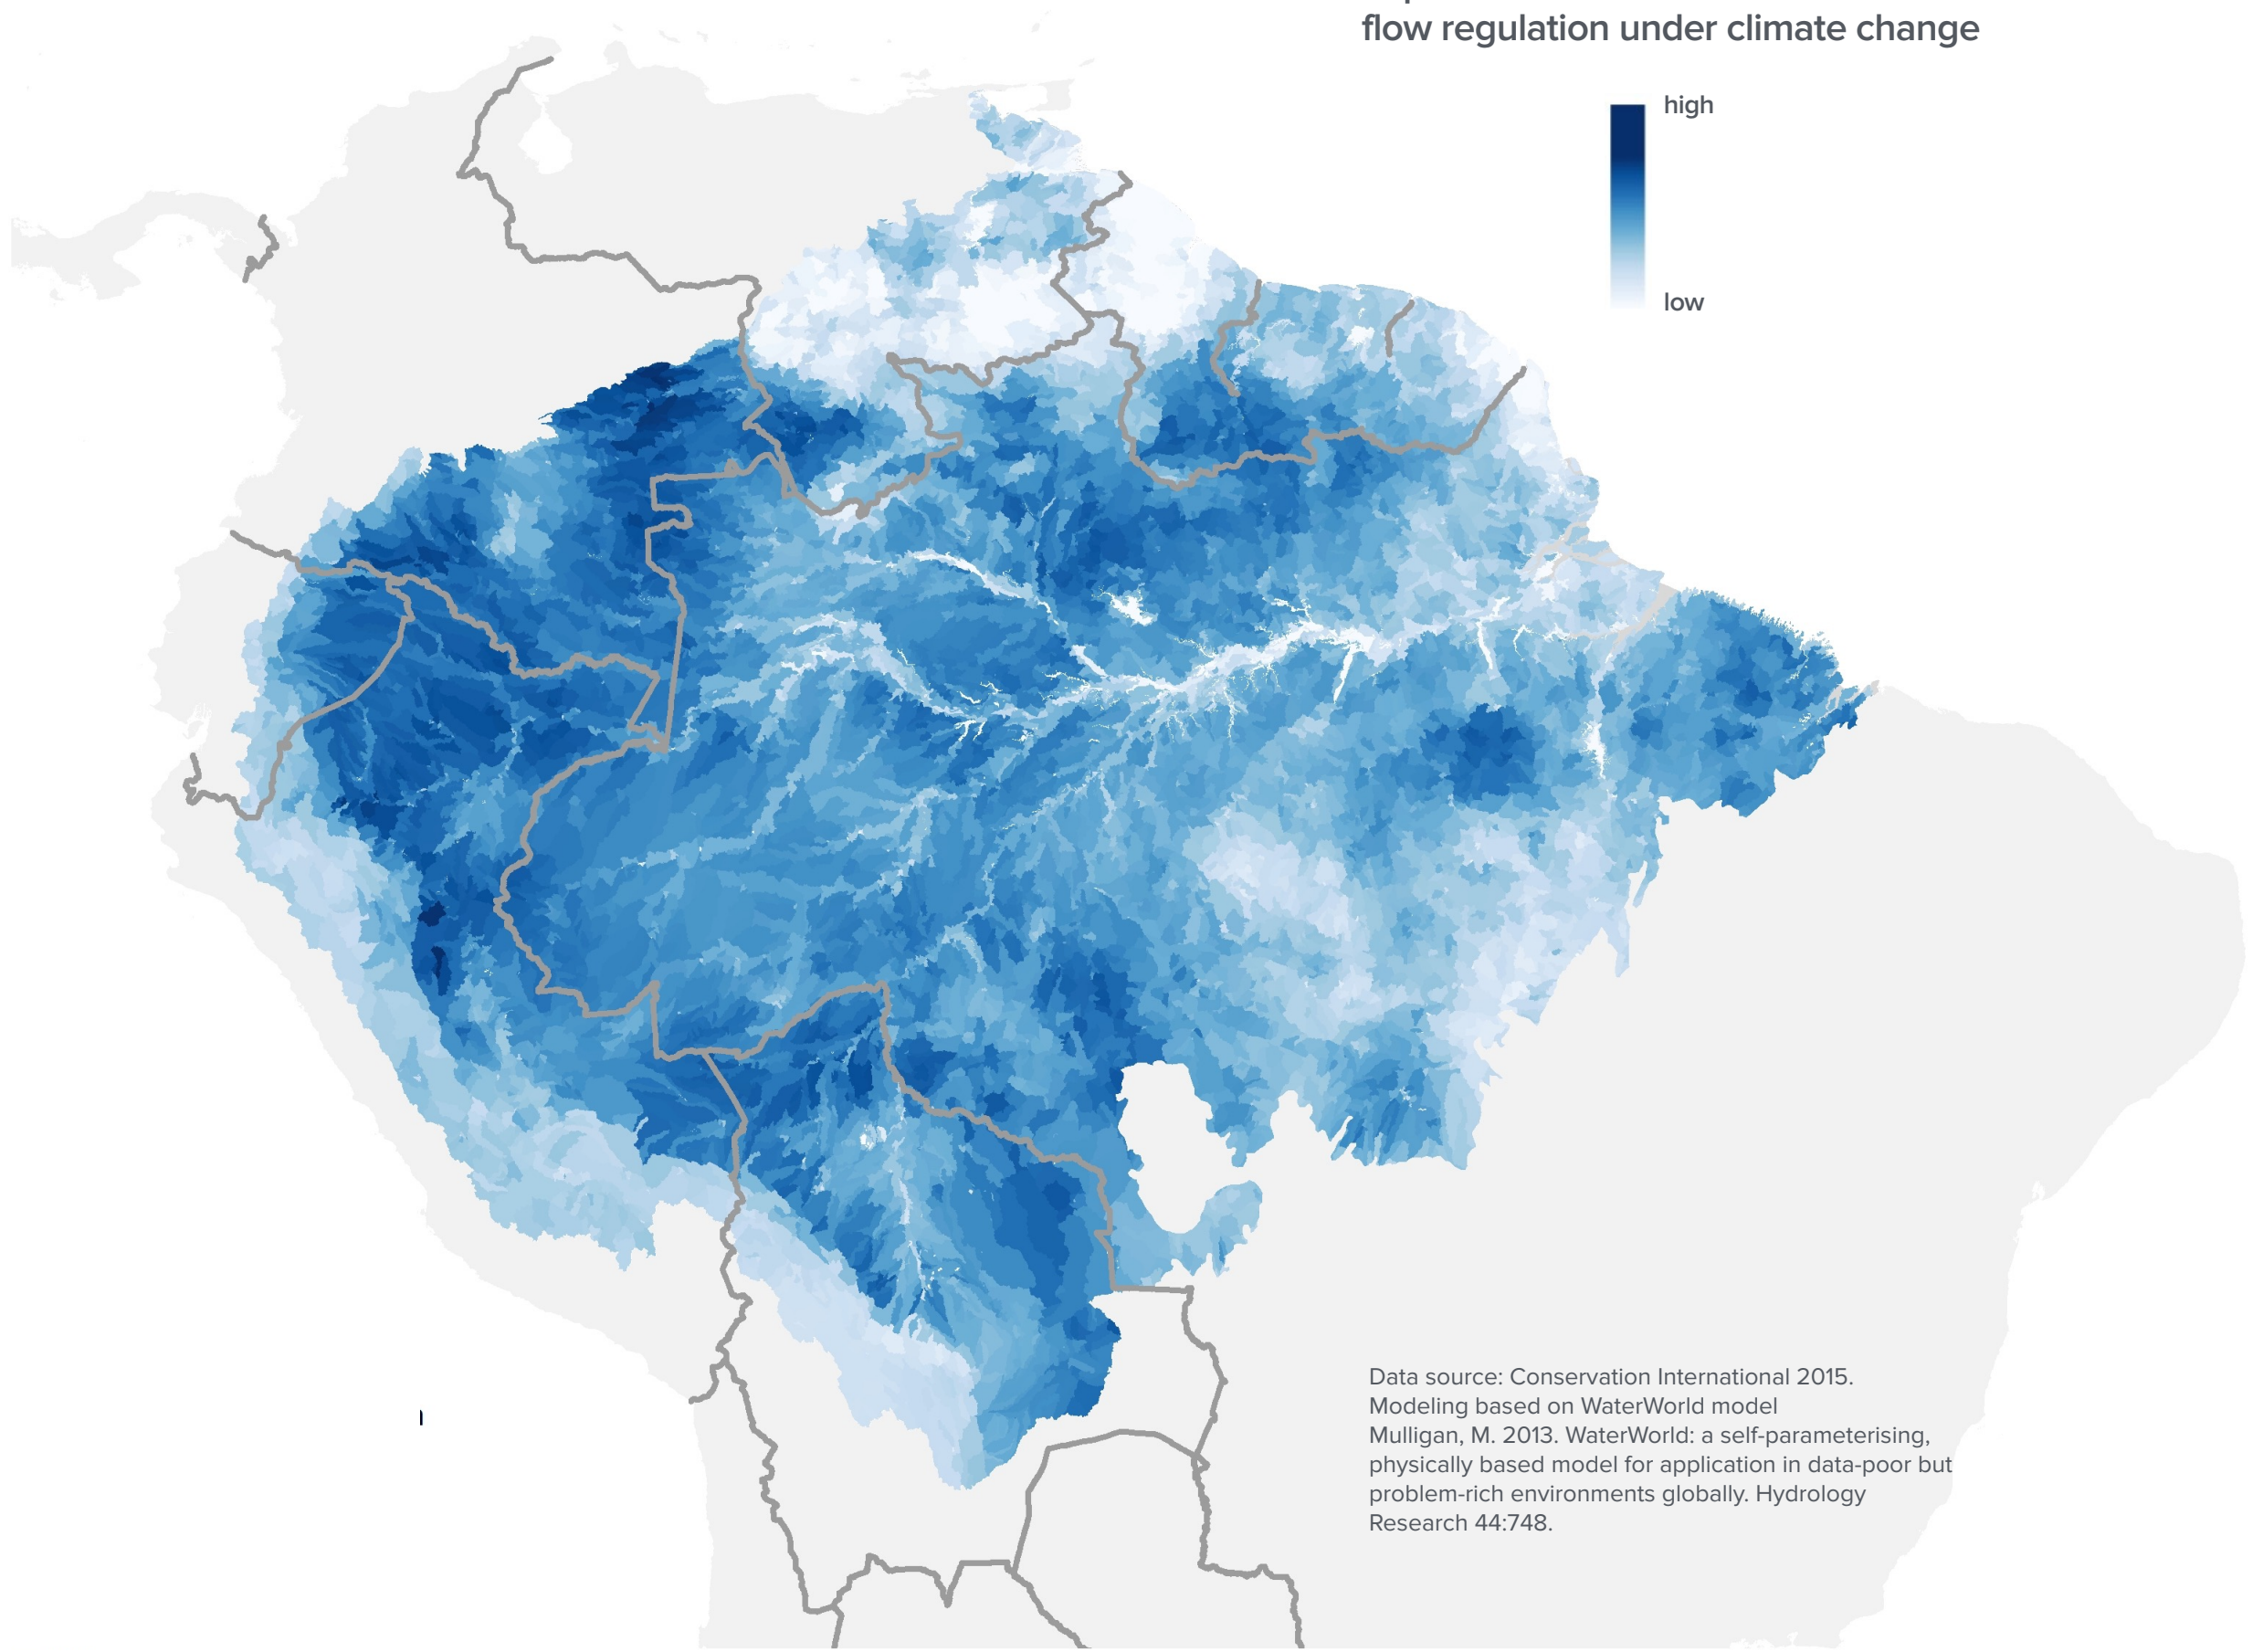 flow regulation under climate change
high
low
Data source: Conservation International 2015.
Modeling based on WaterWorld model
Mulligan, M. 2013. WaterWorld: a self-parameterising,
physically based model for application in data-poor but
problem-rich environments globally. Hydrology
Research 44:748.